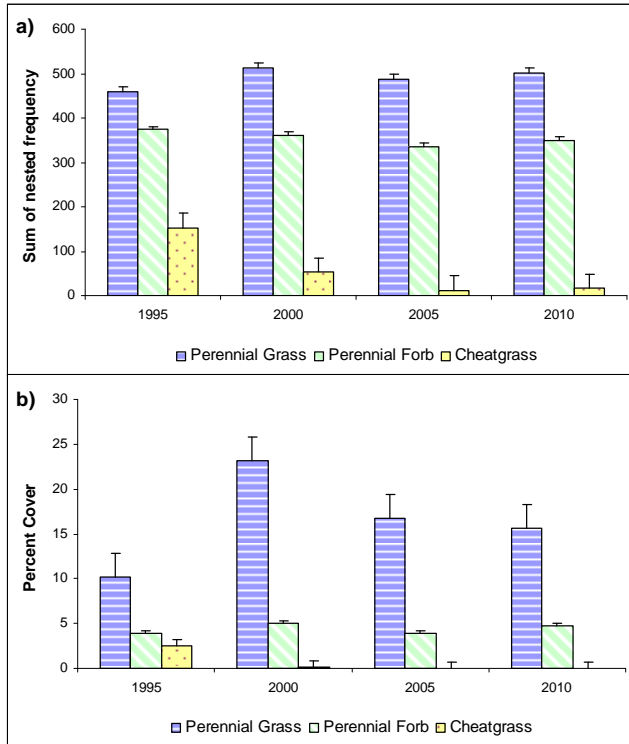 a)
Sum of nested frequency
600
500
400
300
200
100
0
1995 2000 2005 2010
Perennial Grass Perennial Forb Cheatgrass
b)
Percent Cover
30
25
20
15
10
5
0
1995 2000 2005 2010
Perennial Grass Perennial Forb Cheatgrass